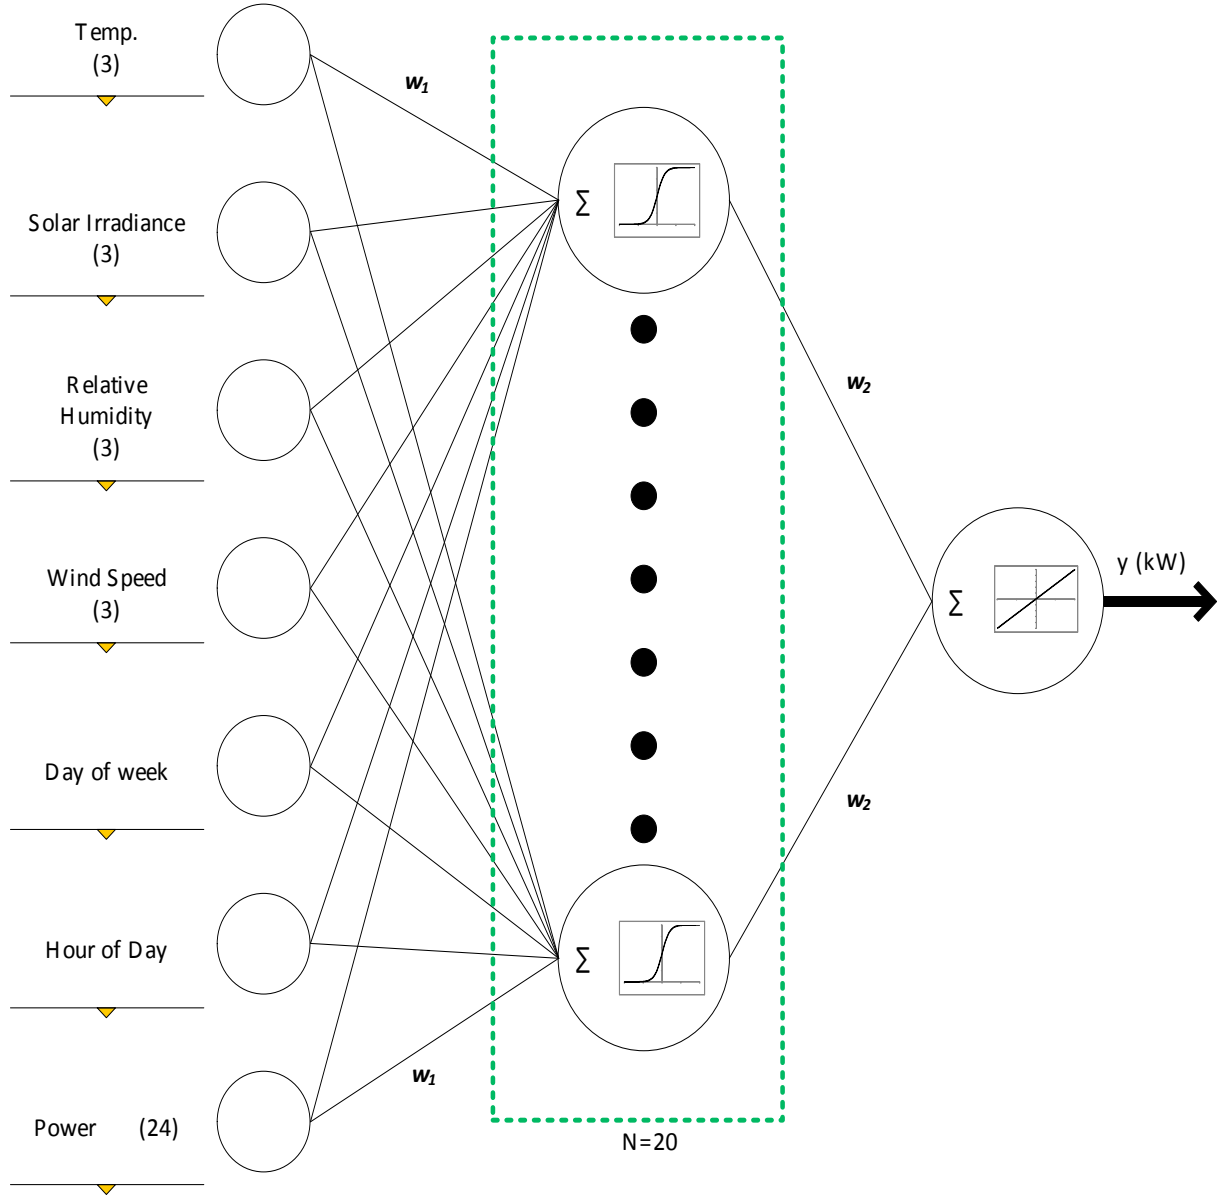 Temp.
(3)
w₁
Solar Irradiance
(3)
∑
Relative
Humidity
(3)
w₂
Wind Speed
(3)
∑
y (kW)
Day of week
w₂
Hour of Day
∑
w₁
Power (24)
N=20